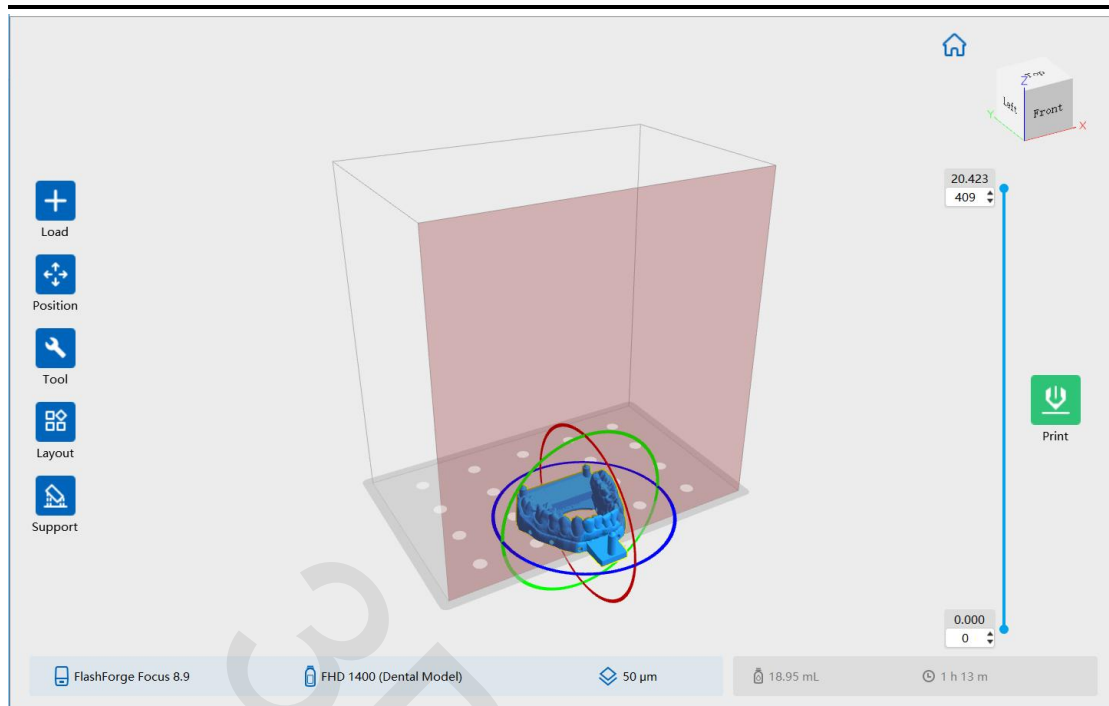 Top
Z
Left
Front
Y
X
20.423
409
Load
Position
Tool
Layout
Support
Print
0.000
0
FlashForge Focus 8.9
FHD 1400 (Dental Model)
50 μm
18.95 mL
1 h 13 m